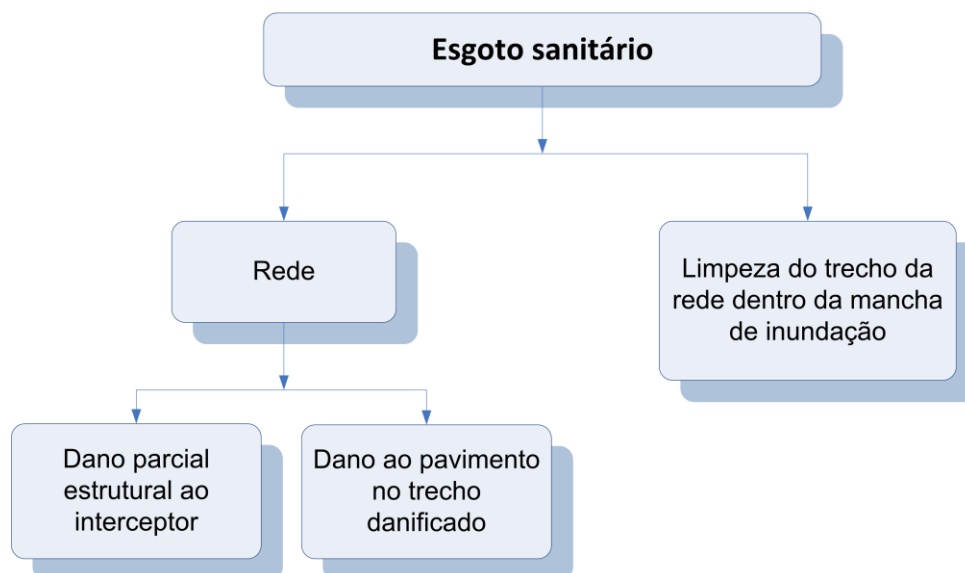 Esgoto sanitário
Rede
Limpeza do trecho da
rede dentro da mancha
de inundação
Dano parcial
estrutural ao
interceptor
Dano ao pavimento
no trecho
danificado